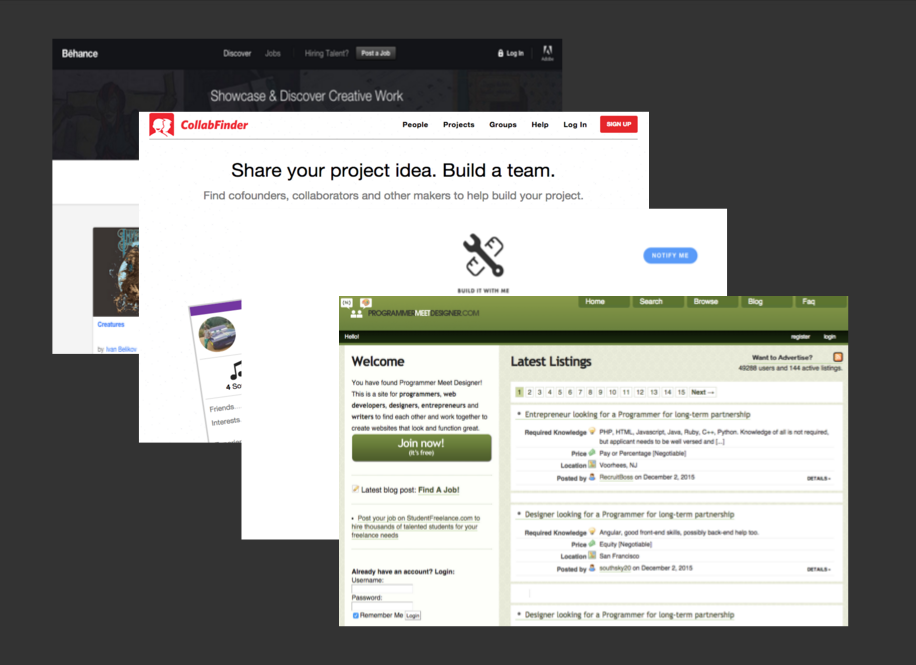 Bēhance Discover Jobs Hiring Talent? Post a Job Log In Adobe
Showcase & Discover Creative Work
Creatures
by Ivan Belikov
CollabFinder People Projects Groups Help Log In SIGN UP
Share your project idea. Build a team.
Find cofounders, collaborators and other makers to help build your project.
4 So
Friends...
Interests
BUILD IT WITH ME
NOTIFY ME
PROGRAMMERMEETDESIGNER.COM
Home Search Browse Blog Faq
Hello! register login
Welcome
You have found Programmer Meet Designer!
This is a site for programmers, web
developers, designers, entrepreneurs and
writers to find each other and work together to
create websites that look and function great.
Join now!
(it's free)
Latest blog post: Find A Job!
• Post your job on StudentFreelance.com to
hire thousands of talented students for your
freelance needs
Already have an account? Login:
Username:
Password:
Remember Me Login
Latest Listings
Want to Advertise?
49288 users and 144 active listings.
1 2 3 4 5 6 7 8 9 10 11 12 13 14 15 Next →
* Entrepreneur looking for a Programmer for long-term partnership
Required Knowledge PHP, HTML, Javascript, Java, Ruby, C++, Python. Knowledge of all is not required,
but applicant needs to be well versed and [...]
Price Pay or Percentage [Negotiable]
Location Voorhees, NJ
Posted by RecruitBoss on December 2, 2015 DETAILS»
* Designer looking for a Programmer for long-term partnership
Required Knowledge Angular, good front-end skills, possibly back-end help too.
Price Equity [Negotiable]
Location San Francisco
Posted by southsky20 on December 2, 2015 DETAILS»
* Designer looking for a Programmer for long-term partnership